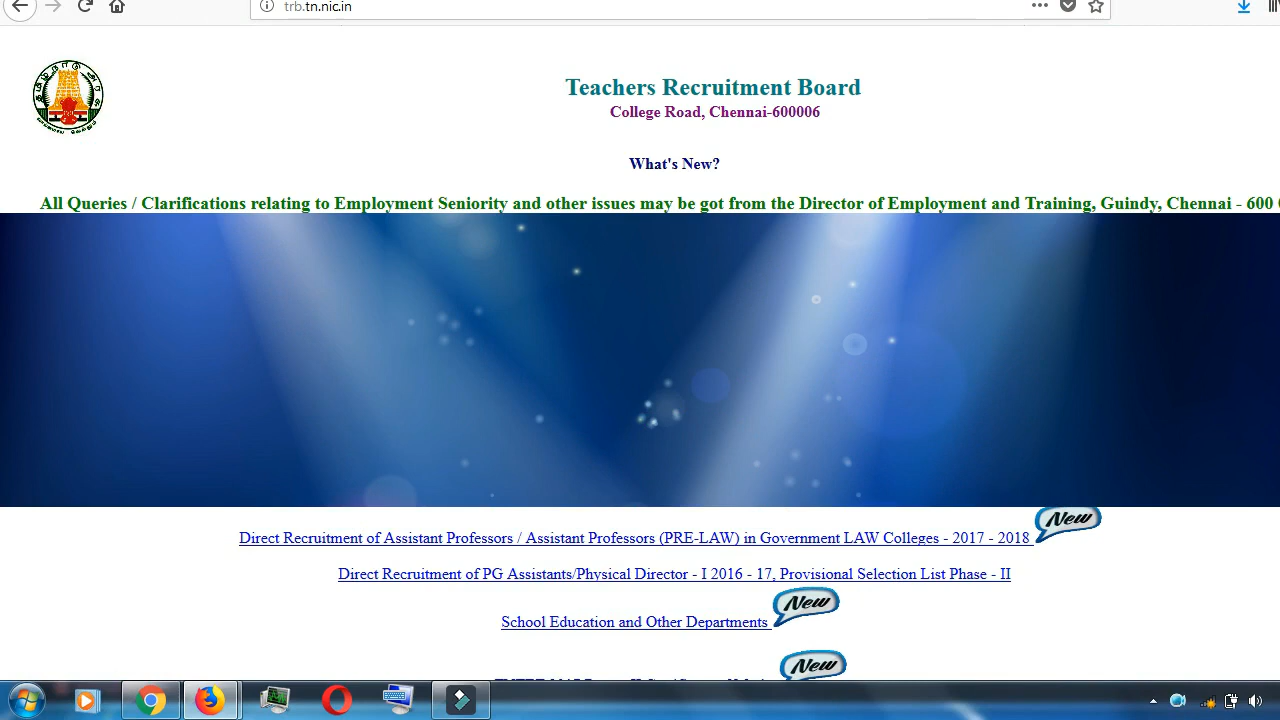 trb.tn.nic.in
Teachers Recruitment Board
College Road, Chennai-600006
What's New?
All Queries / Clarifications relating to Employment Seniority and other issues may be got from the Director of Employment and Training, Guindy, Chennai - 600
Direct Recruitment of Assistant Professors / Assistant Professors (PRE-LAW) in Government LAW Colleges - 2017 - 2018 New
Direct Recruitment of PG Assistants/Physical Director - I 2016 - 17, Provisional Selection List Phase - II
School Education and Other Departments New
New